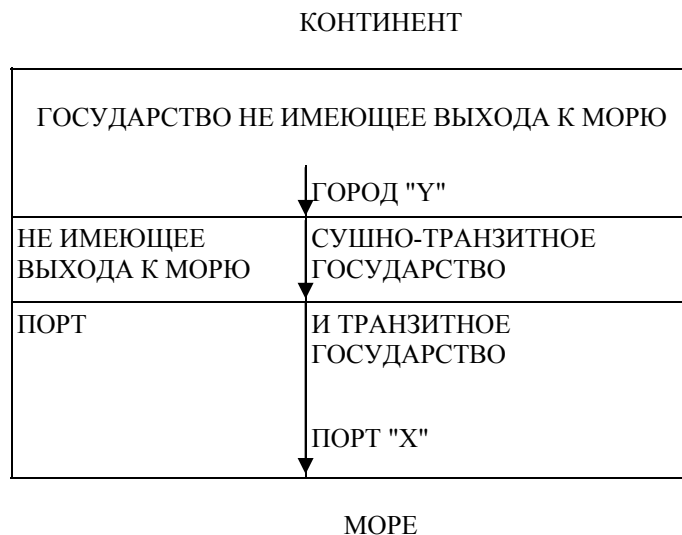 КОНТИНЕНТ
ГОСУДАРСТВО НЕ ИМЕЮЩЕЕ ВЫХОДА К МОРЮ
ГОРОД "Y"
НЕ ИМЕЮЩЕЕ
ВЫХОДА К МОРЮ
СУШНО-ТРАНЗИТНОЕ
ГОСУДАРСТВО
ПОРТ
И ТРАНЗИТНОЕ
ГОСУДАРСТВО
ПОРТ "X"
МОРЕ